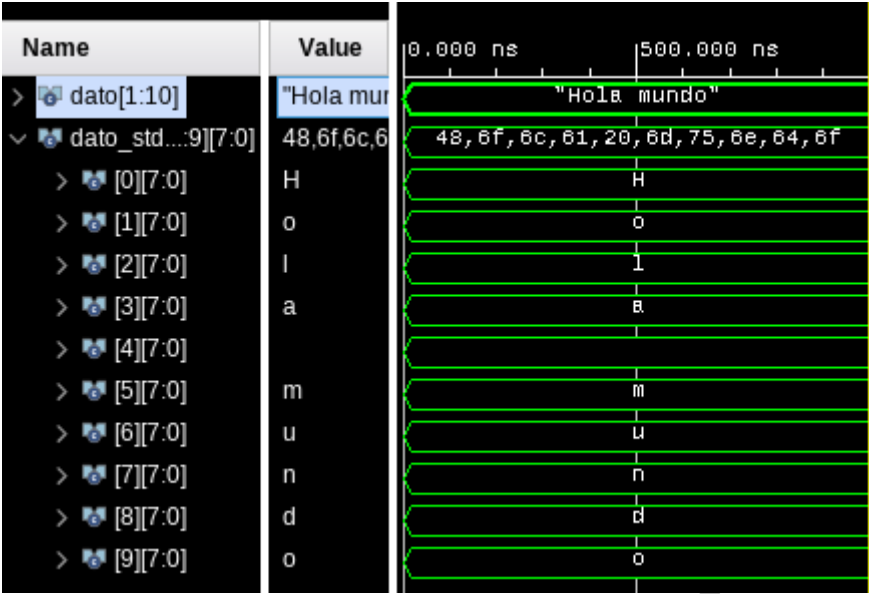 Name Value 0.000 ns 500.000 ns
> dato[1:10] "Hola mur "Hola mundo"
dato_std...:9][7:0] 48,6f,6c,6 48,6f,6c,61,20,6d,75,6e,64,6f
> [0][7:0] H H
> [1][7:0] o o
> [2][7:0] l l
> [3][7:0] a a
> [4][7:0]
> [5][7:0] m m
> [6][7:0] u u
> [7][7:0] n n
> [8][7:0] d d
> [9][7:0] o o